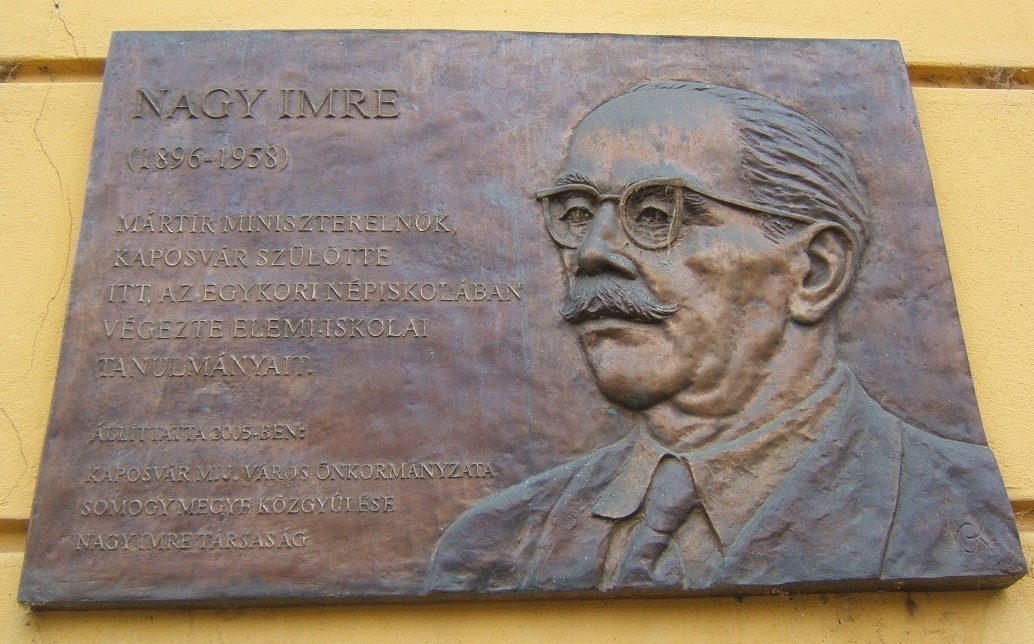 NAGY IMRE
(1896-1958)
MÁRTÍR MINISZTERELNÖK,
KAPOSVÁR SZÜLÖTTE
ITT, AZ EGYKORI NÉPISKOLÁBAN
VÉGEZTE ELEMI-ISKOLAI
TANULMÁNYAIT.
ÁLLÍTTATTA 2005-BEN:
KAPOSVÁR M. J. VÁROS ÖNKORMÁNYZATA
SOMOGY MEGYE KÖZGYŰLÉSE
NAGY IMRE TÁRSASÁG